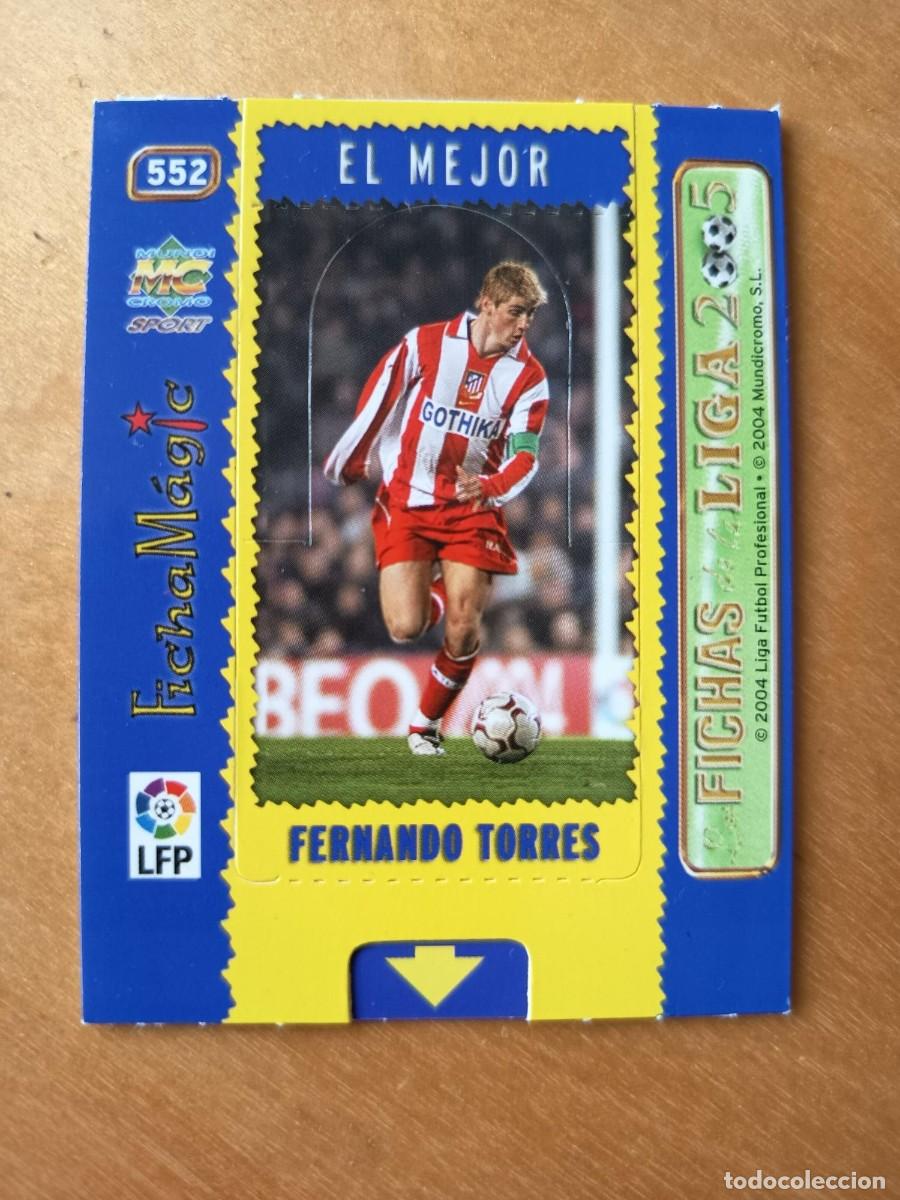 552
MUNDI
MC
CROMO
SPORT
FichaMágic
LFP
EL MEJOR
GOTHIKA
BEO
FERNANDO TORRES
Las FICHAS de la LIGA 2005
© 2004 Liga Futbol Profesional • © 2004 Mundicromo, S.L.
todocoleccion